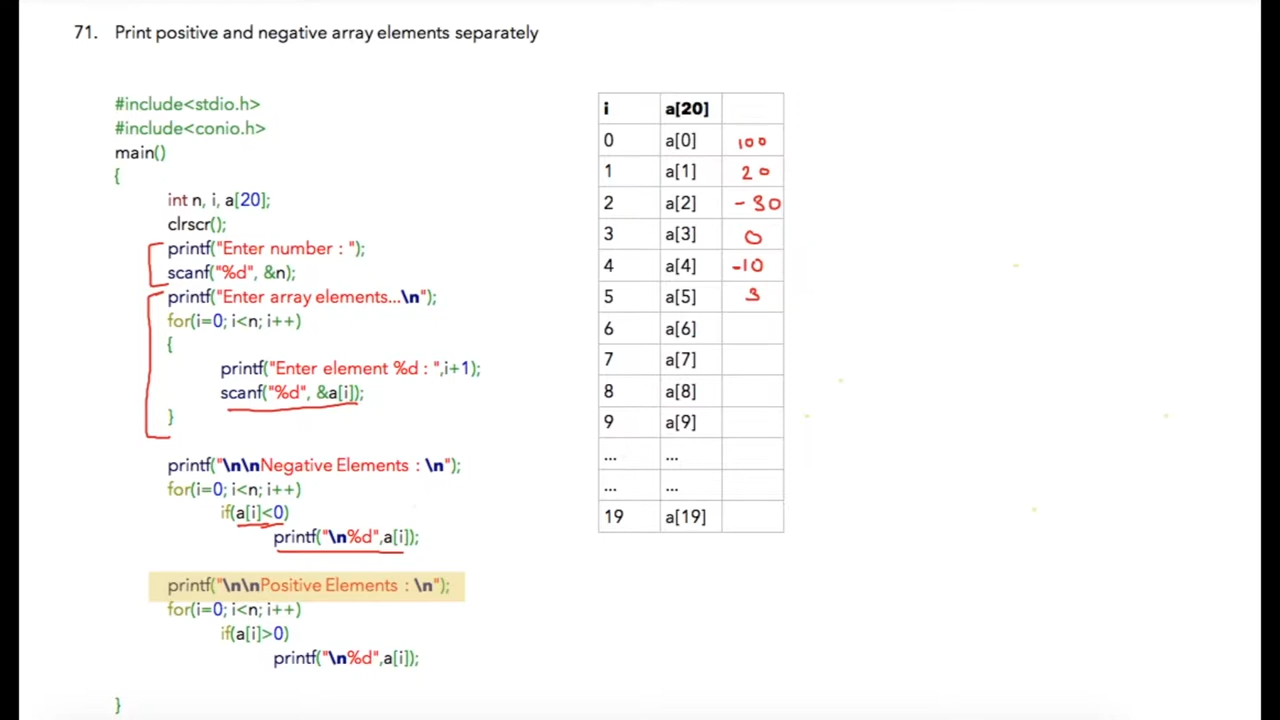 71. Print positive and negative array elements separately
#include<stdio.h>
#include<conio.h>
main()
{
int n, i, a[20];
clrscr();
printf("Enter number : ");
scanf("%d", &n);
printf("Enter array elements...\n");
for(i=0; i<n; i++)
{
printf("Enter element %d : ",i+1);
scanf("%d", &a[i]);
}
printf("\n\nNegative Elements : \n");
for(i=0; i<n; i++)
if(a[i]<0)
printf("\n%d",a[i]);
printf("\n\nPositive Elements : \n");
for(i=0; i<n; i++)
if(a[i]>0)
printf("\n%d",a[i]);
}
i a[20]
0 a[0] 100
1 a[1] 20
2 a[2] -30
3 a[3] 0
4 a[4] -10
5 a[5] 3
6 a[6]
7 a[7]
8 a[8]
9 a[9]
... ...
... ...
19 a[19]